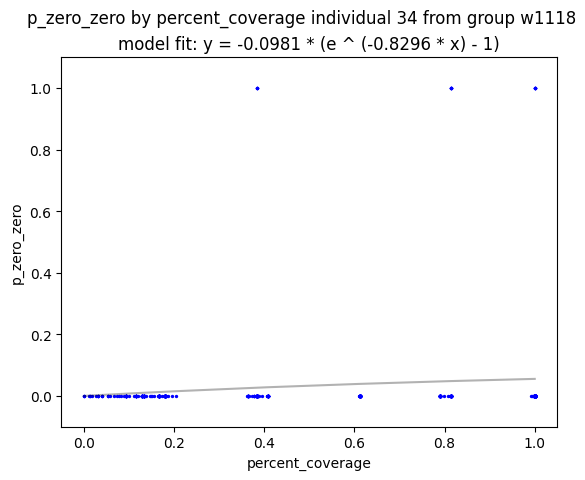 p_zero_zero by percent_coverage individual 34 from group w1118
model fit: y = -0.0981 * (e ^ (-0.8296 * x) - 1)
1.0
0.8
0.6
0.4
0.2
0.0
p_zero_zero
0.0 0.2 0.4 0.6 0.8 1.0
percent_coverage